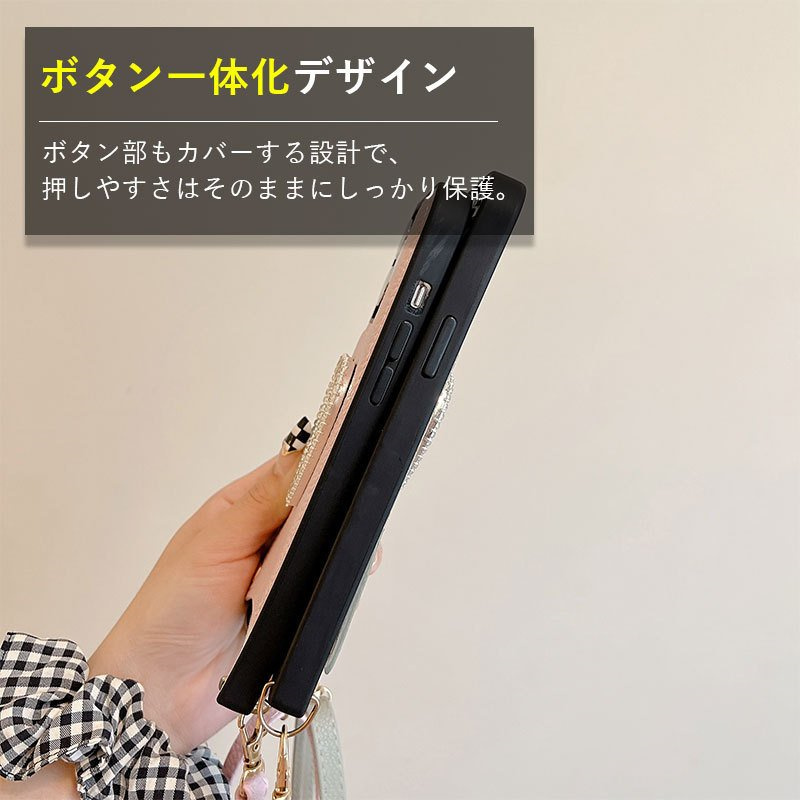 ボタン一体化デザイン
ボタン部もカバーする設計で、
押しやすさはそのままにしっかり保護。